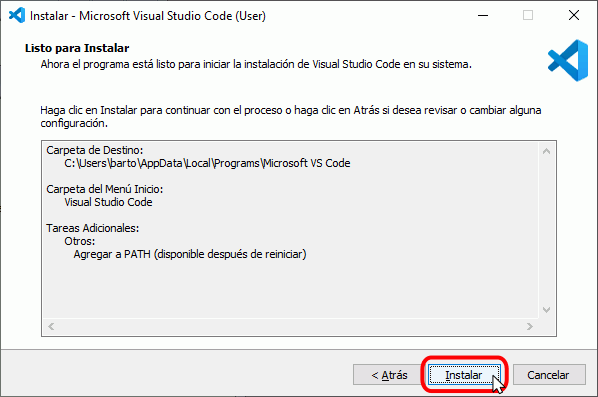 Instalar - Microsoft Visual Studio Code (User)
Listo para Instalar
Ahora el programa está listo para iniciar la instalación de Visual Studio Code en su sistema.
Haga clic en Instalar para continuar con el proceso o haga clic en Atrás si desea revisar o cambiar alguna
configuración.
Carpeta de Destino:
C:\Users\barto\AppData\Local\Programs\Microsoft VS Code
Carpeta del Menú Inicio:
Visual Studio Code
Tareas Adicionales:
Otros:
Agregar a PATH (disponible después de reiniciar)
< Atrás
Instalar
Cancelar